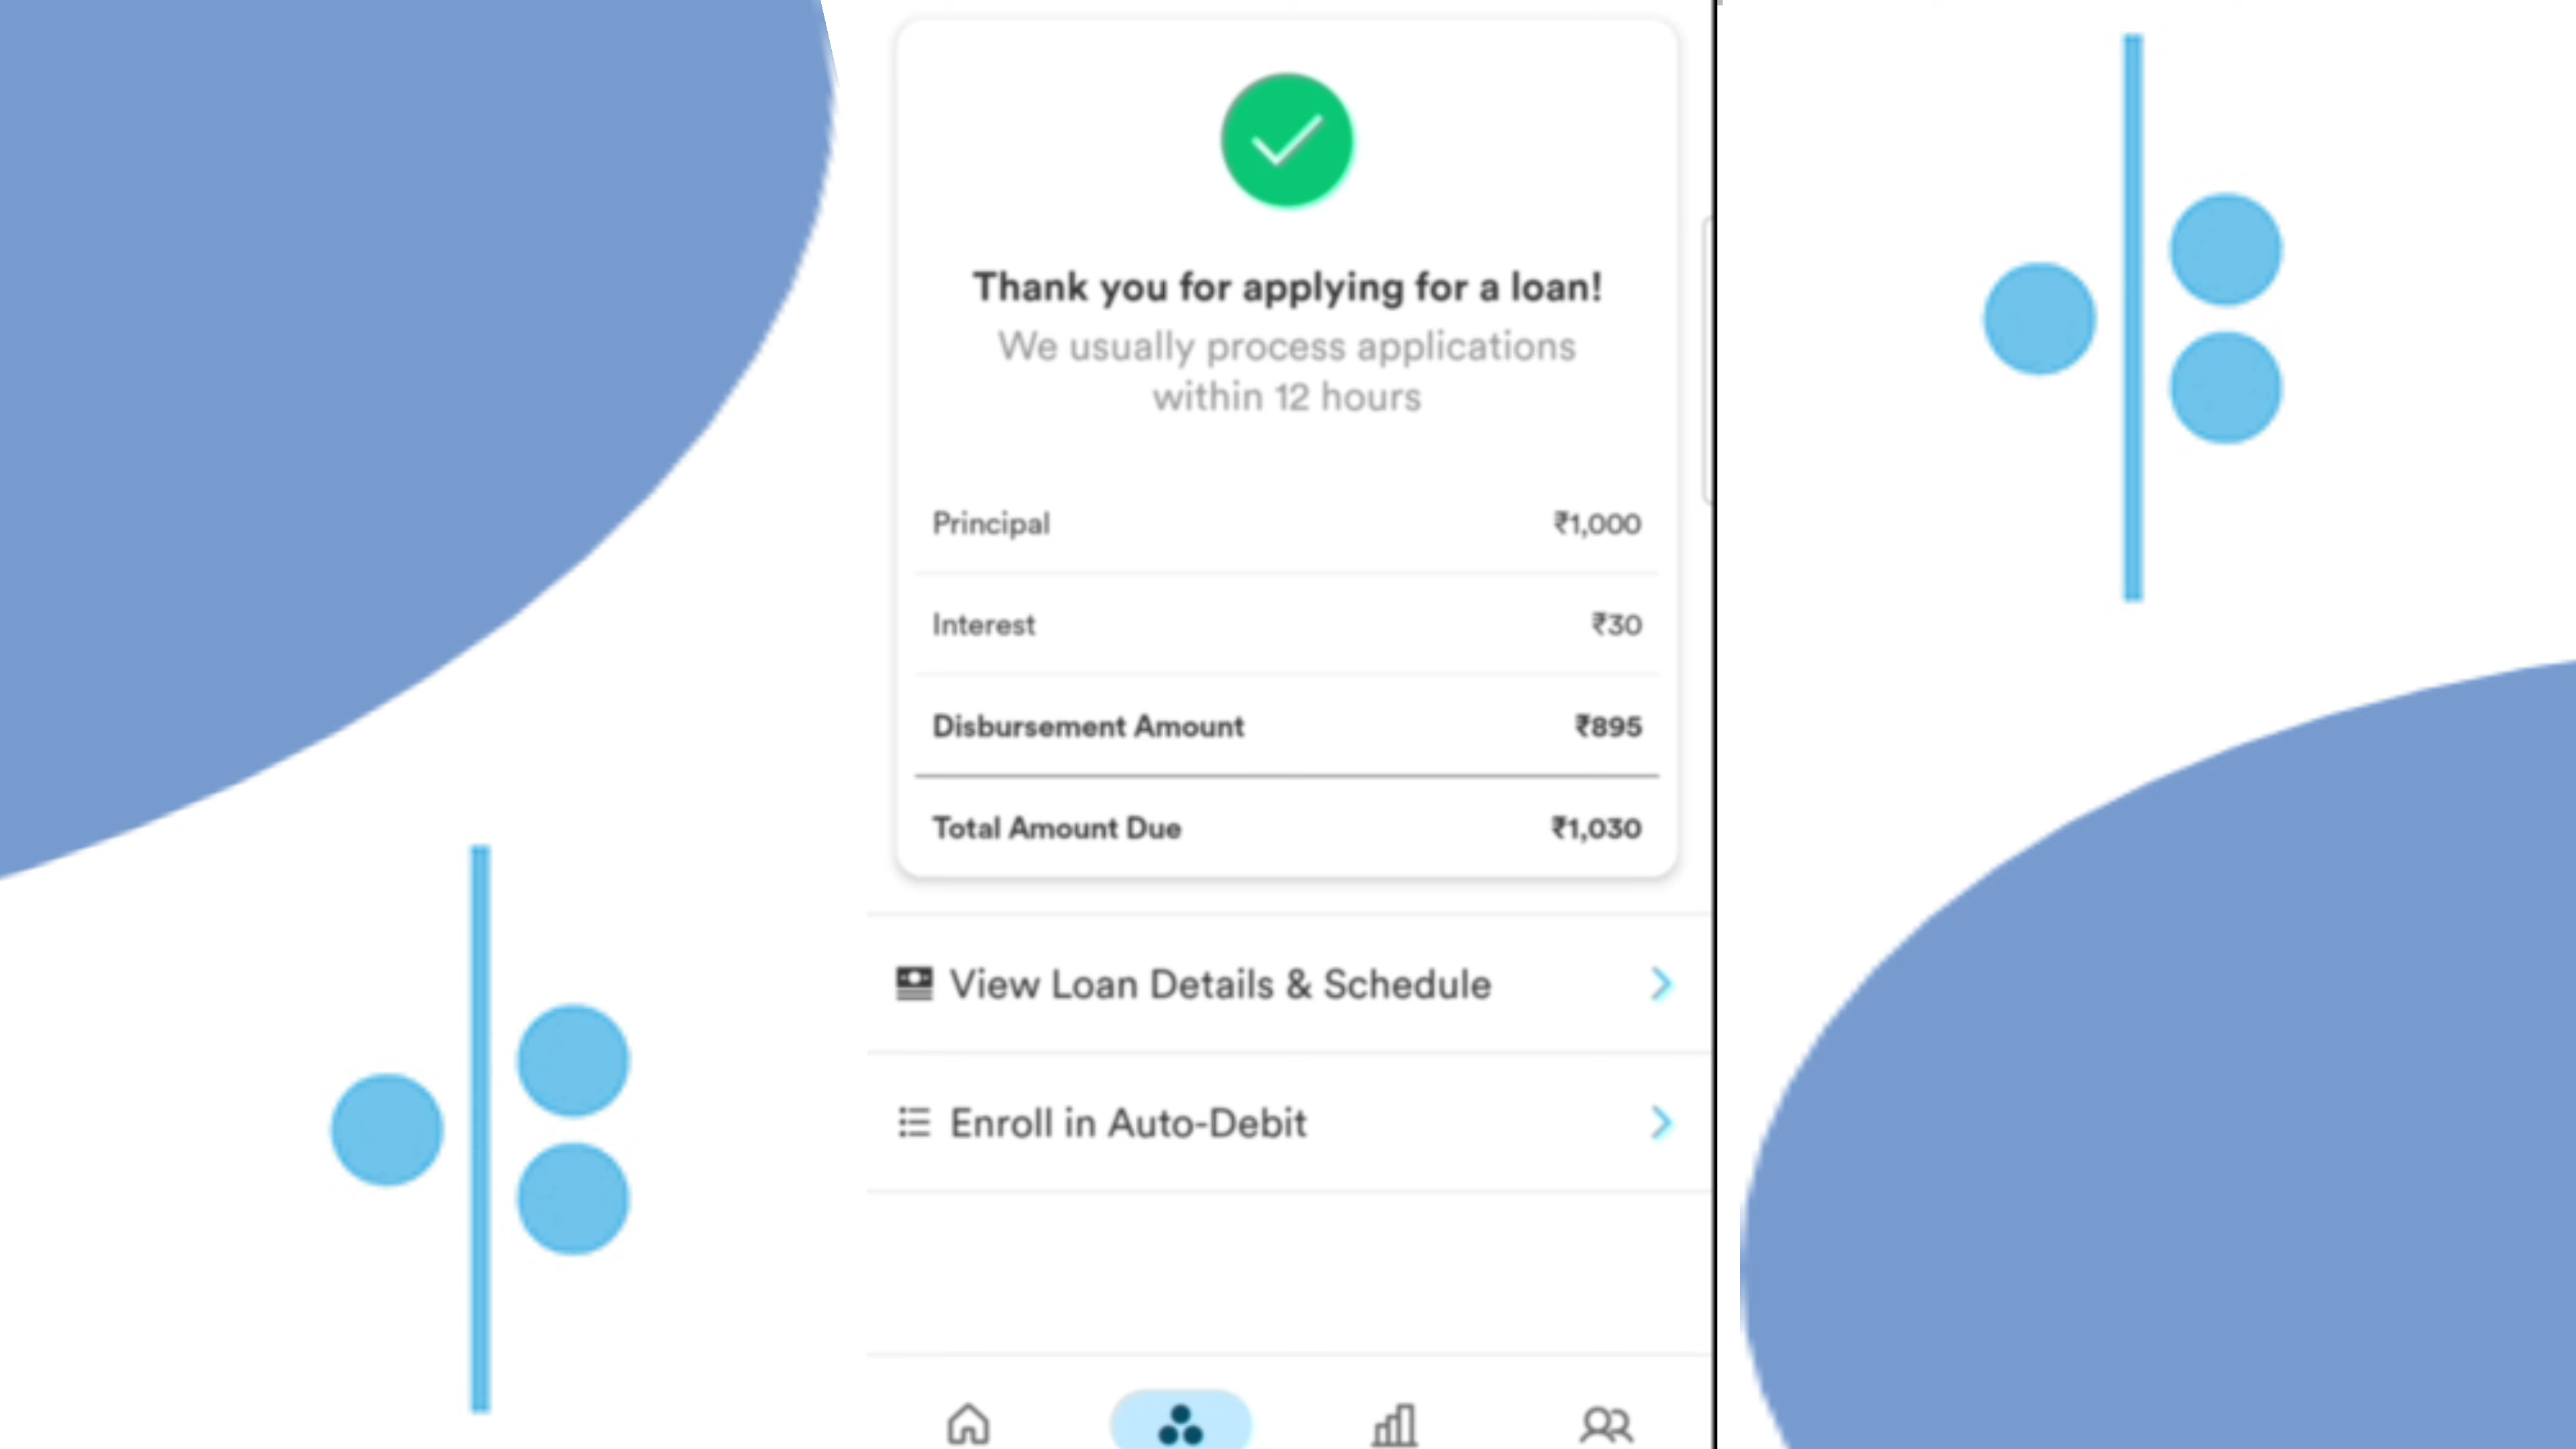 Thank you for applying for a loan!
We usually process applications
within 12 hours
Principal ₹1,000
Interest ₹30
Disbursement Amount ₹895
Total Amount Due ₹1,030
View Loan Details & Schedule
Enroll in Auto-Debit